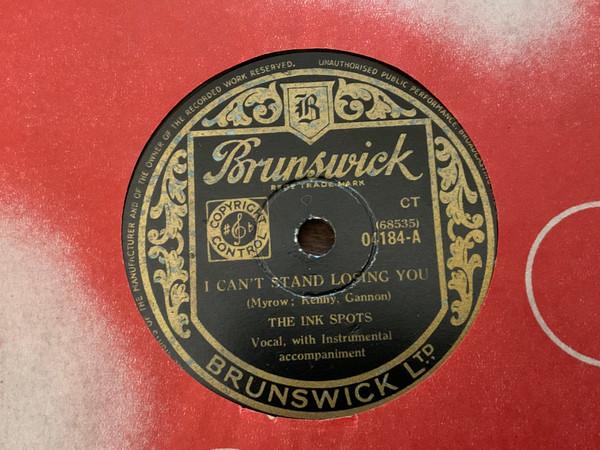 OF THE MANUFACTURER AND OF THE OWNER OF THE RECORDED WORK RESERVED. UNAUTHORISED PUBLIC PERFORMANCE, BROADCASTING
B
Brunswick
REGD TRADE MARK
COPYRIGHT
CONTROL
CT
(68535)
04184-A
I CAN'T STAND LOSING YOU
(Myrow; Kenny, Gannon)
THE INK SPOTS
Vocal, with Instrumental
accompaniment
BRUNSWICK LTD.